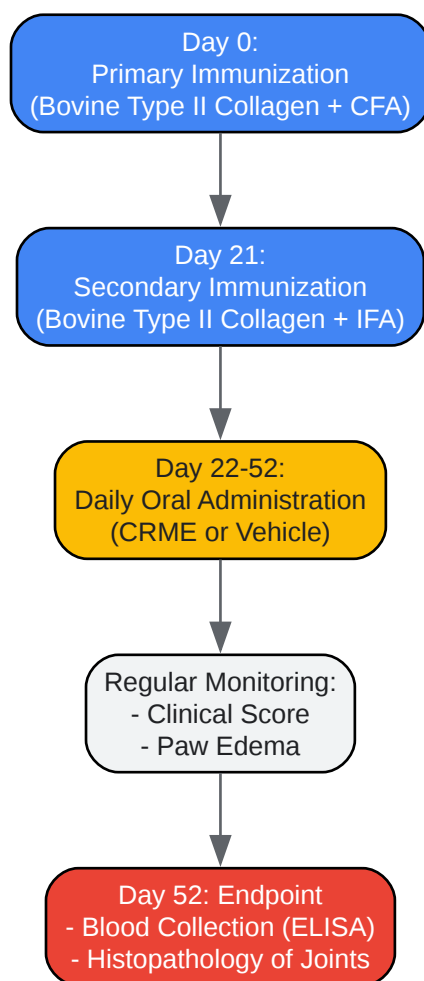 Day 0:
Primary Immunization
(Bovine Type II Collagen + CFA)
Day 21:
Secondary Immunization
(Bovine Type II Collagen + IFA)
Day 22-52:
Daily Oral Administration
(CRME or Vehicle)
Regular Monitoring:
- Clinical Score
- Paw Edema
Day 52: Endpoint
- Blood Collection (ELISA)
- Histopathology of Joints